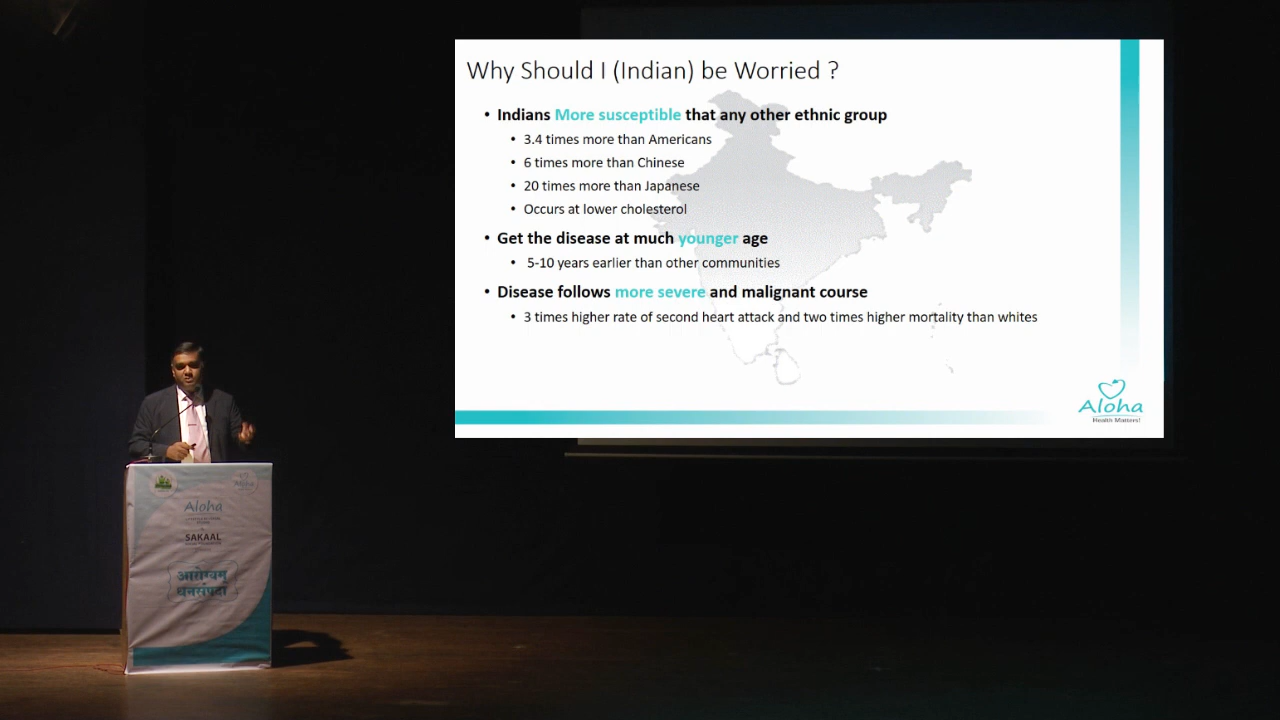 Why Should I (Indian) be Worried ?
• Indians More susceptible that any other ethnic group
• 3.4 times more than Americans
• 6 times more than Chinese
• 20 times more than Japanese
• Occurs at lower cholesterol
• Get the disease at much younger age
• 5-10 years earlier than other communities
• Disease follows more severe and malignant course
• 3 times higher rate of second heart attack and two times higher mortality than whites
Aloha
Health Matters!
Aloha
Aloha
SAKAAL
आरोग्यम्
धनसंपदा